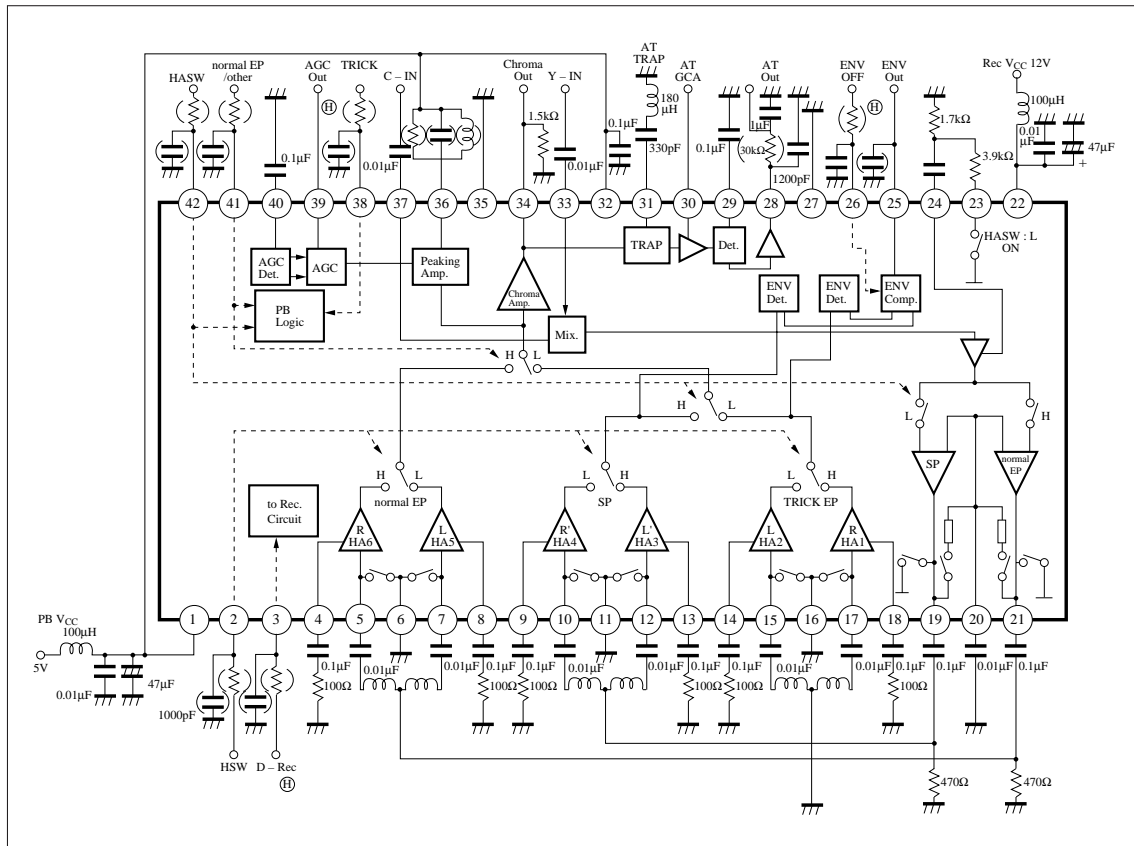 HASW
normal EP
/other
AGC
Out
H
TRICK
C – IN
Chroma
Out
Y – IN
AT
TRAP
AT
GCA
AT
Out
ENV
OFF
H
ENV
Out
Rec VCC 12V
0.1µF
0.01µF
1.5kΩ
0.01µF
0.1µF
180
µH
330pF
0.1µF
1µF
30kΩ
1200pF
1.7kΩ
3.9kΩ
100µH
0.01
µF
47µF
+
42 41 40 39 38 37 36 35 34 33 32 31 30 29 28 27 26 25 24 23 22
AGC
Det.
AGC
Peaking
Amp.
PB
Logic
Chroma
Amp.
Mix.
TRAP
Det.
ENV
Det.
ENV
Det.
ENV
Comp.
HASW : L
ON
H L
H L
L H
to Rec.
Circuit
H L
normal EP
L H
SP
L H
TRICK EP
SP
normal
EP
R
HA6
L
HA5
R'
HA4
L'
HA3
L
HA2
R
HA1
1 2 3 4 5 6 7 8 9 10 11 12 13 14 15 16 17 18 19 20 21
PB VCC
100µH
5V
0.01µF
47µF
1000pF
HSW
D – Rec
H
0.1µF
100Ω
0.01µF
0.01µF
0.1µF
100Ω
0.1µF
100Ω
0.01µF
0.01µF
0.1µF
100Ω
0.1µF
100Ω
0.01µF
0.01µF
0.1µF
100Ω
0.1µF
0.01µF
0.1µF
470Ω
470Ω